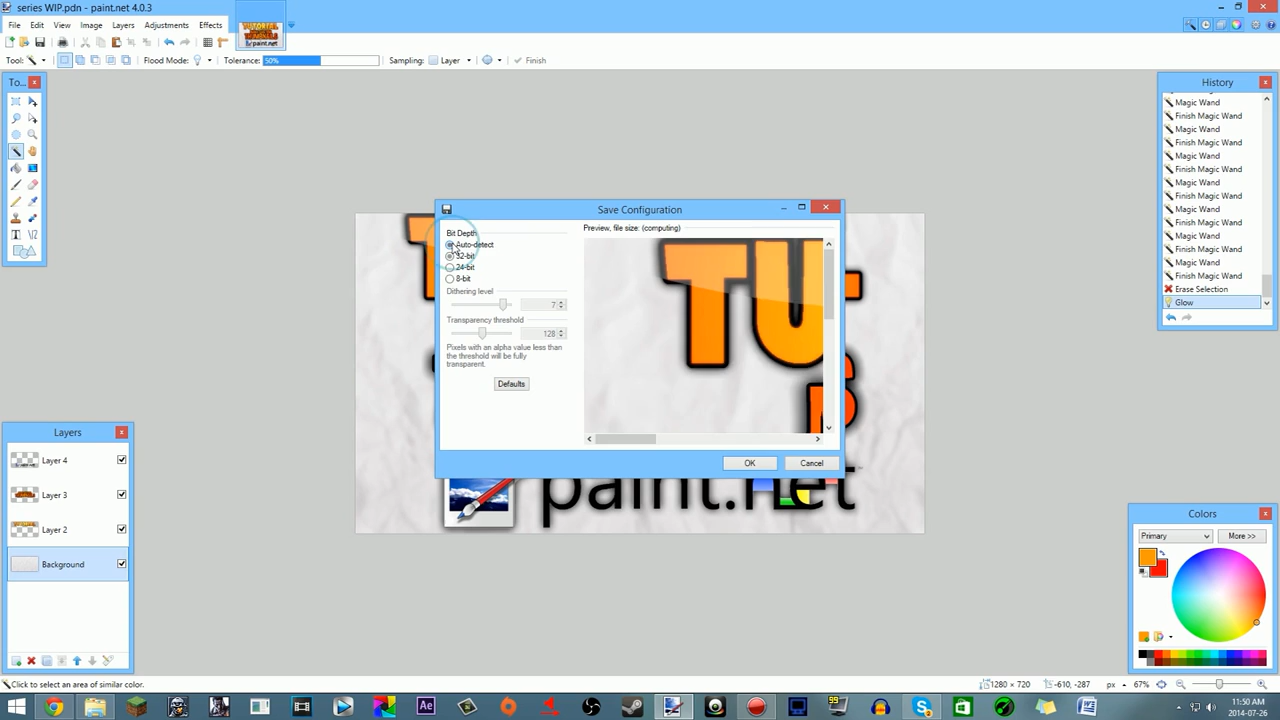 series WIP.pdn - paint.net 4.0.3
File Edit View Image Layers Adjustments Effects
Tool: Flood Mode: Tolerance: 50% Sampling: Layer Finish
To...
History
Magic Wand
Finish Magic Wand
Magic Wand
Finish Magic Wand
Magic Wand
Finish Magic Wand
Magic Wand
Finish Magic Wand
Magic Wand
Finish Magic Wand
Magic Wand
Finish Magic Wand
Magic Wand
Finish Magic Wand
Erase Selection
Glow
Save Configuration
Bit Depth
Auto-detect
32-bit
24-bit
8-bit
Dithering level
7
Transparency threshold
128
Pixels with an alpha value less than
the threshold will be fully
transparent.
Defaults
Preview, file size: (computing)
TU
OK Cancel
paint.net
Layers
Layer 4
Layer 3
Layer 2
Background
Colors
Primary More >>
Click to select an area of similar color.
1280 × 720 -610, -287 px 67%
Ae
99
W
11:50 AM
2014-07-26